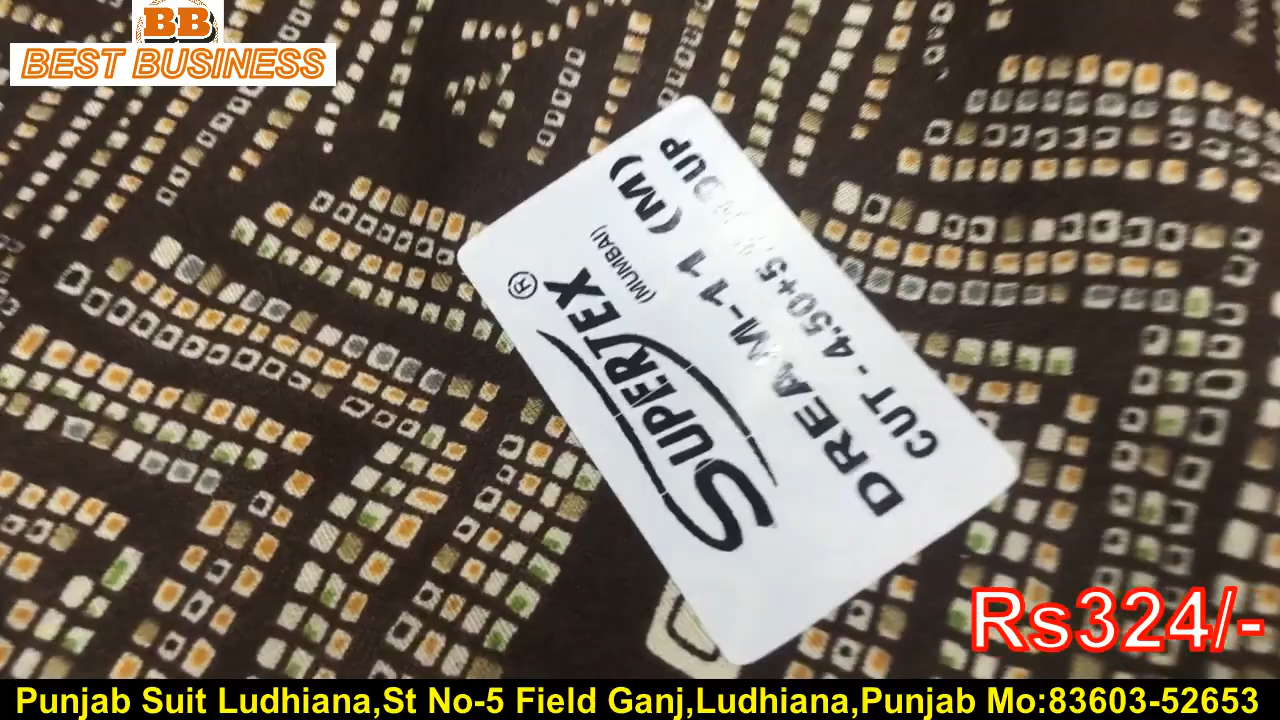 BB
BEST BUSINESS
SUPERTEX ®
(MUMBAI)
DREAM-11 (M)
CUT - 4,50+5,
Rs324/-
Punjab Suit Ludhiana,St No-5 Field Ganj,Ludhiana,Punjab Mo:83603-52653